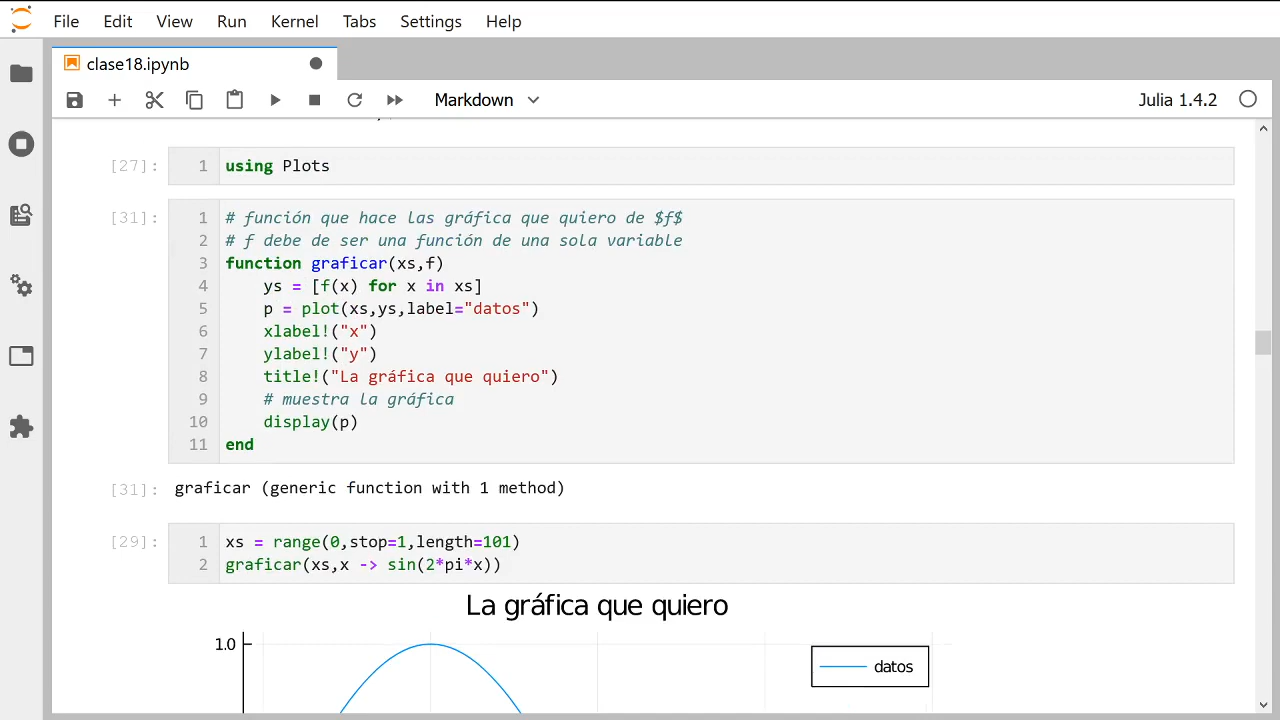 File Edit View Run Kernel Tabs Settings Help
clase18.ipynb
Markdown
Julia 1.4.2
[27]: 1 using Plots
[31]: 1 # función que hace las gráfica que quiero de $f$
2 # f debe de ser una función de una sola variable
3 function graficar(xs,f)
4 ys = [f(x) for x in xs]
5 p = plot(xs,ys,label="datos")
6 xlabel!("x")
7 ylabel!("y")
8 title!("La gráfica que quiero")
9 # muestra la gráfica
10 display(p)
11 end
[31]: graficar (generic function with 1 method)
[29]: 1 xs = range(0,stop=1,length=101)
2 graficar(xs,x -> sin(2*pi*x))
La gráfica que quiero
1.0
datos